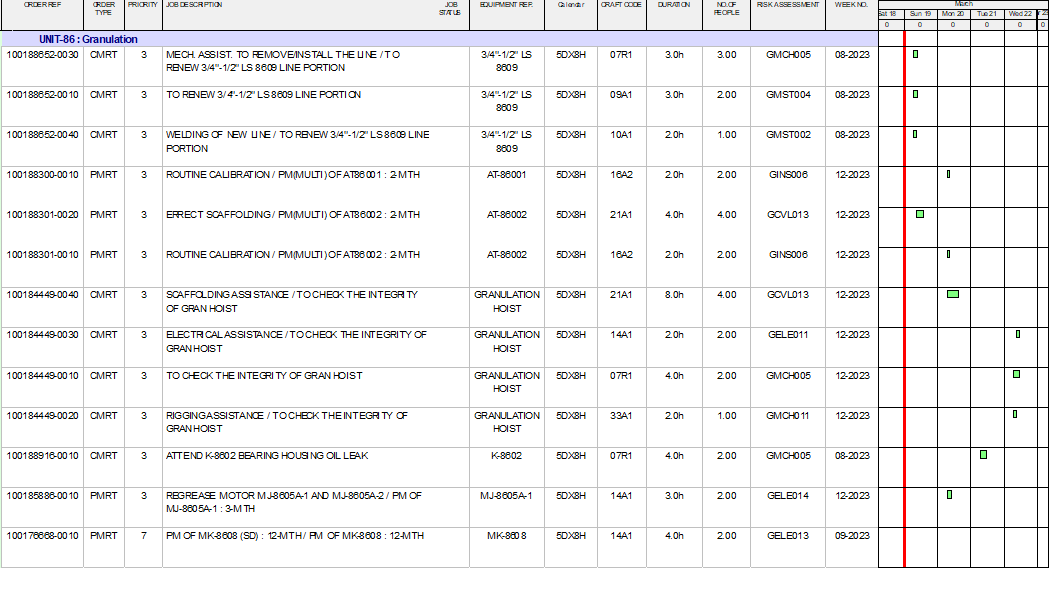 ORDER REF ORDER TYPE PRIORITY JOB DESCRIPTION JOB STATUS EQUIPMENT REF. Calendar CRAFT CODE DURATION NO.OF PEOPLE RISK ASSESSMENT WEEK NO. March
Sat 18 Sun 19 Mon 20 Tue 21 Wed 22
0 0 0 0 0 0
UNIT-86 : Granulation
100188652-0030 CMRT 3 MECH. ASSIST. TO REMOVE/INSTALL THE LINE / TO 3/4"-1/2" LS 5DX8H 07R1 3.0h 3.00 GMCH005 08-2023
RENEW 3/4"-1/2" LS 8609 LINE PORTION 8609
100188652-0010 CMRT 3 TO RENEW 3/4"-1/2" LS 8609 LINE PORTION 3/4"-1/2" LS 5DX8H 09A1 3.0h 2.00 GMST004 08-2023
8609
100188652-0040 CMRT 3 WELDING OF NEW LINE / TO RENEW 3/4"-1/2" LS 8609 LINE 3/4"-1/2" LS 5DX8H 10A1 2.0h 1.00 GMST002 08-2023
PORTION 8609
100188300-0010 PMRT 3 ROUTINE CALIBRATION / PM(MULTI) OF AT86001 : 2-MTH AT-86001 5DX8H 16A2 2.0h 2.00 GINS006 12-2023
100188301-0020 PMRT 3 ERRECT SCAFFOLDING / PM(MULTI) OF AT86002 : 2-MTH AT-86002 5DX8H 21A1 4.0h 4.00 GCVL013 12-2023
100188301-0010 PMRT 3 ROUTINE CALIBRATION / PM(MULTI) OF AT86002 : 2-MTH AT-86002 5DX8H 16A2 2.0h 2.00 GINS006 12-2023
100184449-0040 CMRT 3 SCAFFOLDING ASSISTANCE / TO CHECK THE INTEGRITY GRANULATION 5DX8H 21A1 8.0h 4.00 GCVL013 12-2023
OF GRAN HOIST HOIST
100184449-0030 CMRT 3 ELECTRICAL ASSISTANCE / TO CHECK THE INTEGRITY OF GRANULATION 5DX8H 14A1 2.0h 2.00 GELE011 12-2023
GRAN HOIST HOIST
100184449-0010 CMRT 3 TO CHECK THE INTEGRITY OF GRAN HOIST GRANULATION 5DX8H 07R1 4.0h 2.00 GMCH005 12-2023
HOIST
100184449-0020 CMRT 3 RIGGING ASSISTANCE / TO CHECK THE INTEGRITY OF GRANULATION 5DX8H 33A1 2.0h 1.00 GMCH011 12-2023
GRAN HOIST HOIST
100188916-0010 CMRT 3 ATTEND K-8602 BEARING HOUSING OIL LEAK K-8602 5DX8H 07R1 4.0h 2.00 GMCH005 08-2023
100185886-0010 PMRT 3 REGREASE MOTOR MJ-8605A-1 AND MJ-8605A-2 / PM OF MJ-8605A-1 5DX8H 14A1 3.0h 2.00 GELE014 12-2023
MJ-8605A-1 : 3-MTH
100176668-0010 PMRT 7 PM OF MK-8608 (SD) : 12-MTH / PM OF MK-8608 : 12-MTH MK-8608 5DX8H 14A1 4.0h 2.00 GELE013 09-2023